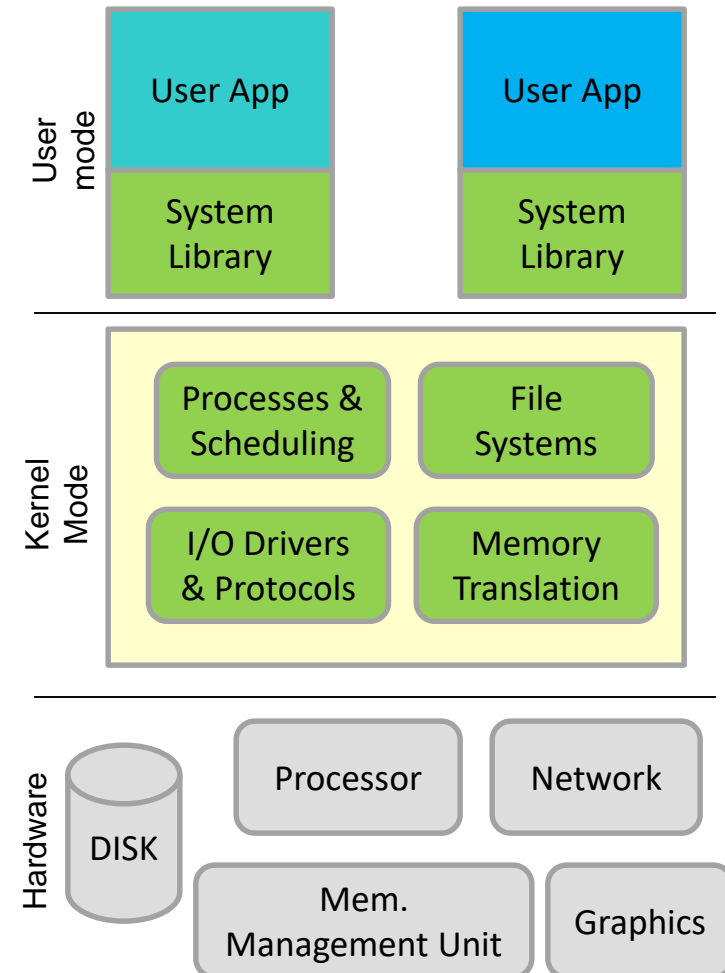 User
mode
User App
User App
System
Library
System
Library
Kernel
Mode
Processes &
Scheduling
File
Systems
I/O Drivers
& Protocols
Memory
Translation
Hardware
DISK
Processor
Network
Mem.
Management Unit
Graphics